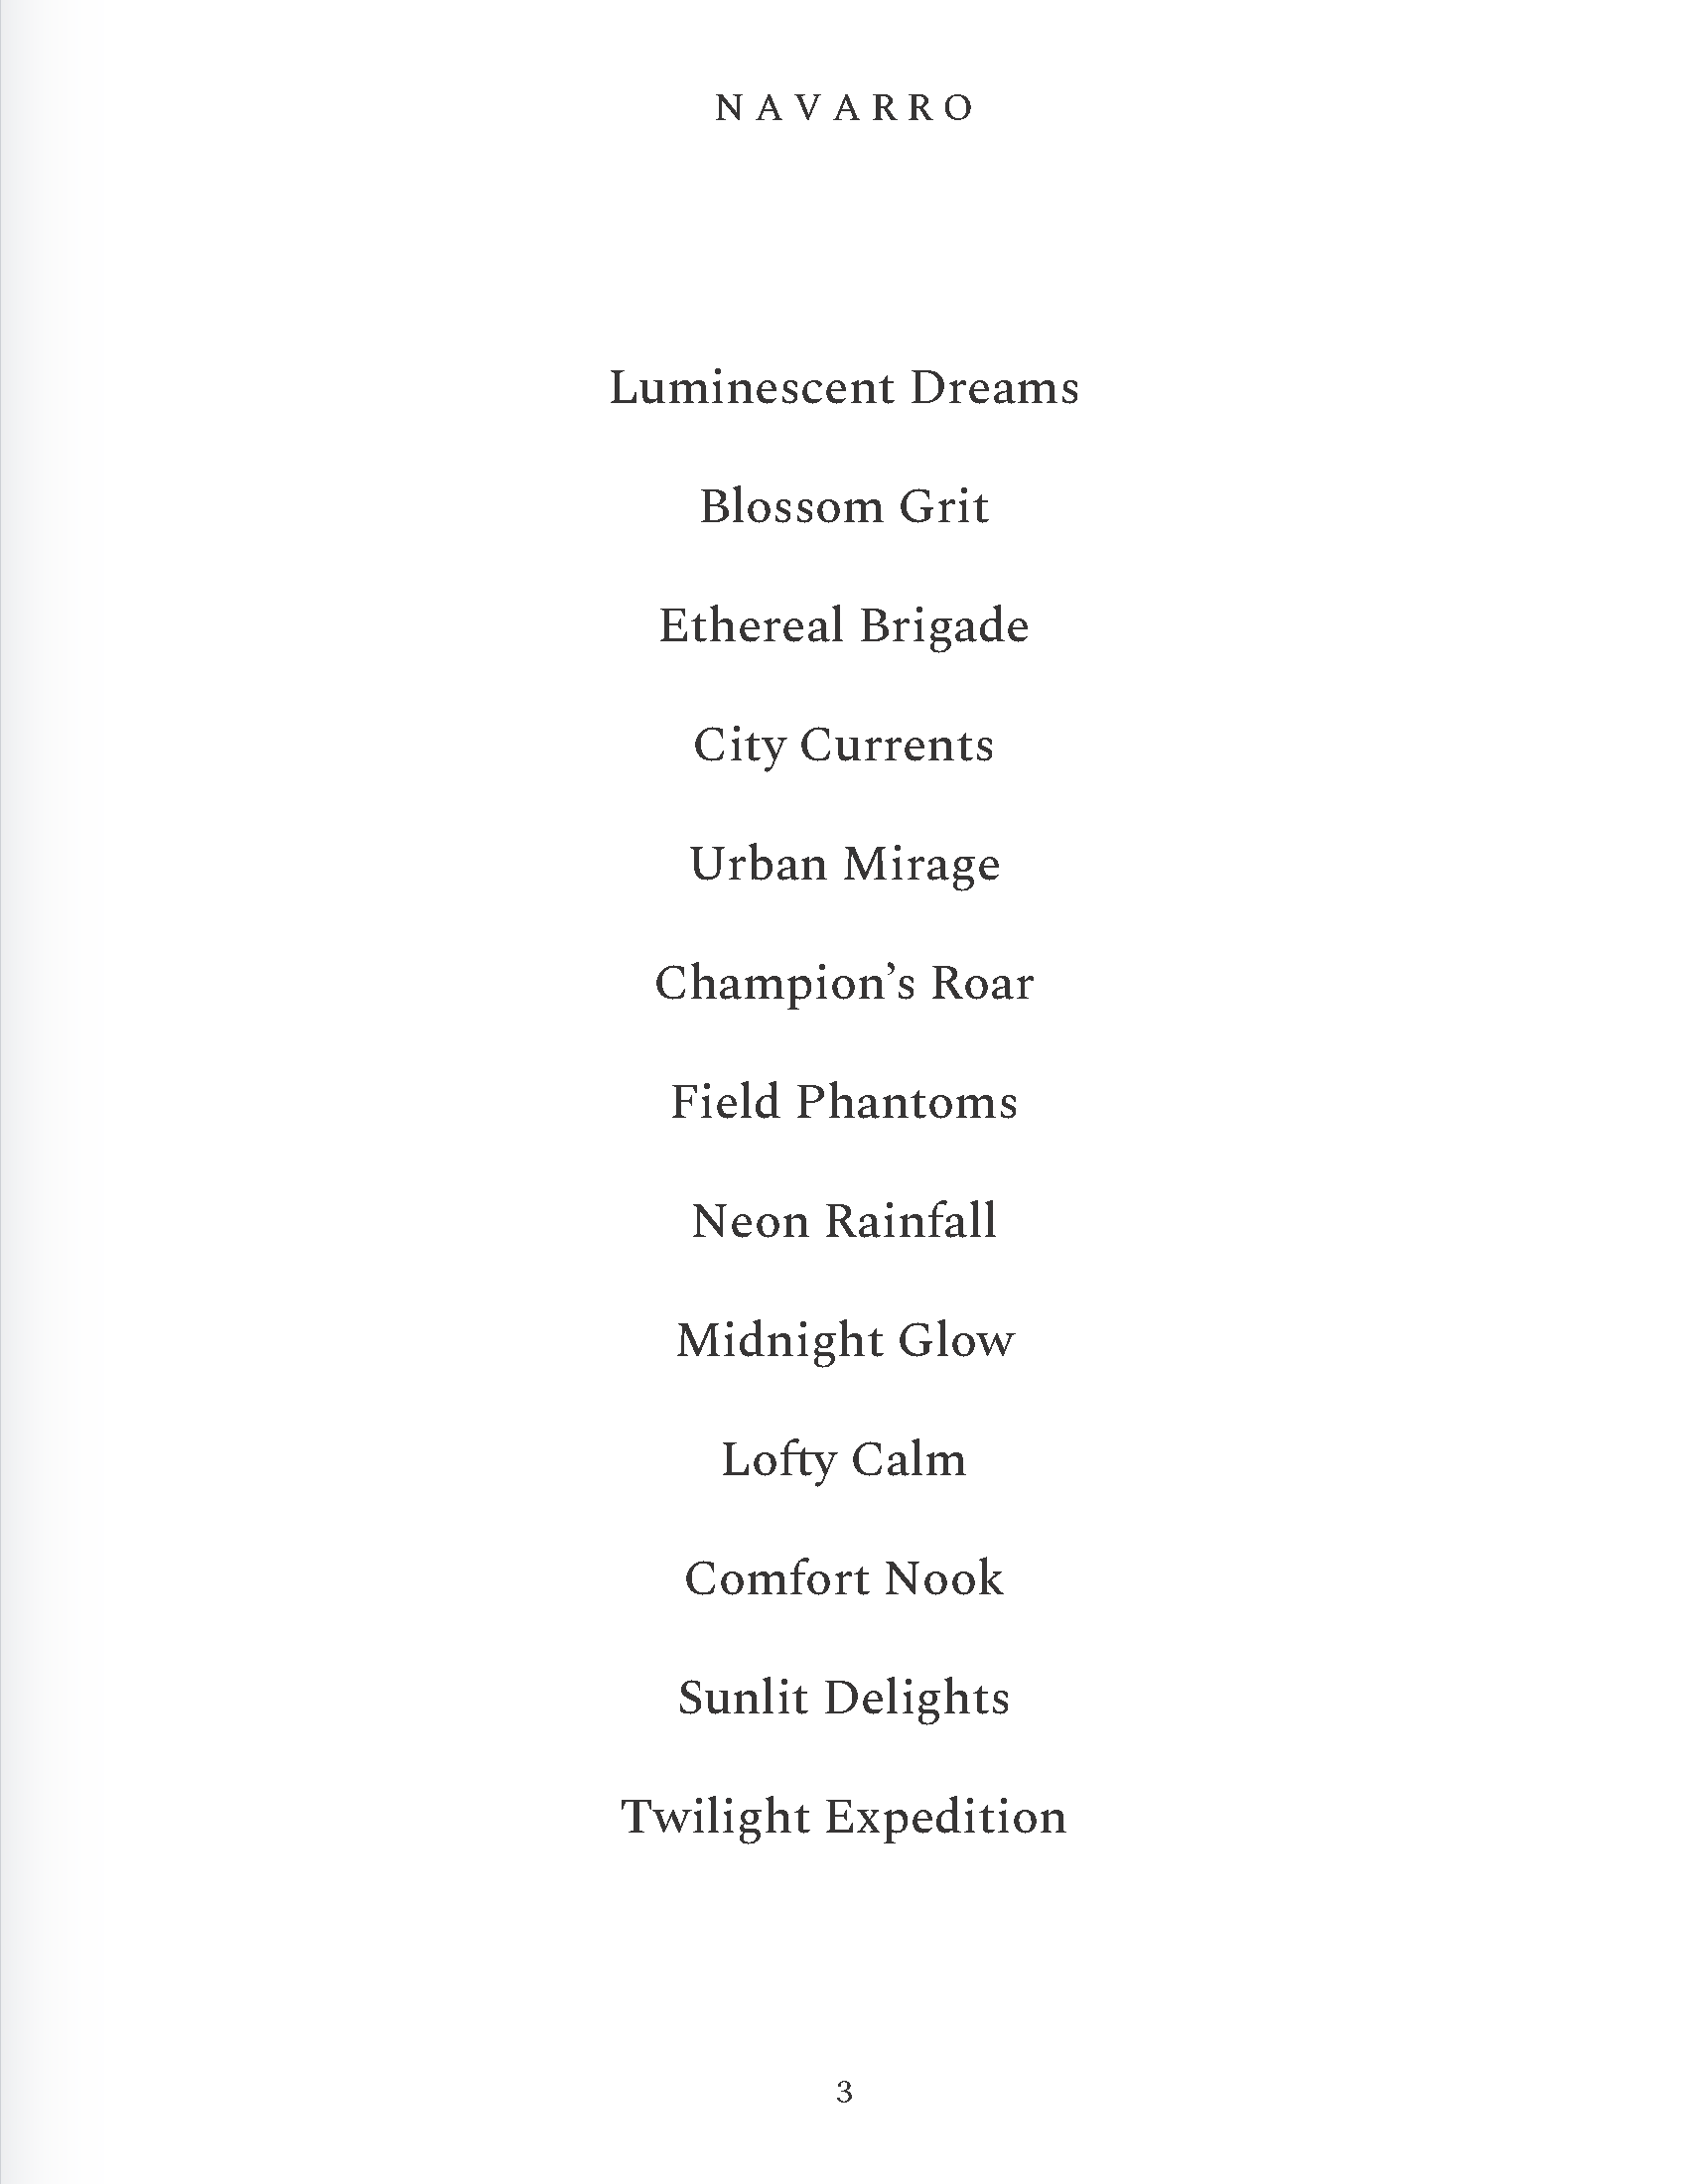 NAVARRO
Luminescent Dreams
Blossom Grit
Ethereal Brigade
City Currents
Urban Mirage
Champion’s Roar
Field Phantoms
Neon Rainfall
Midnight Glow
Lofty Calm
Comfort Nook
Sunlit Delights
Twilight Expedition
3